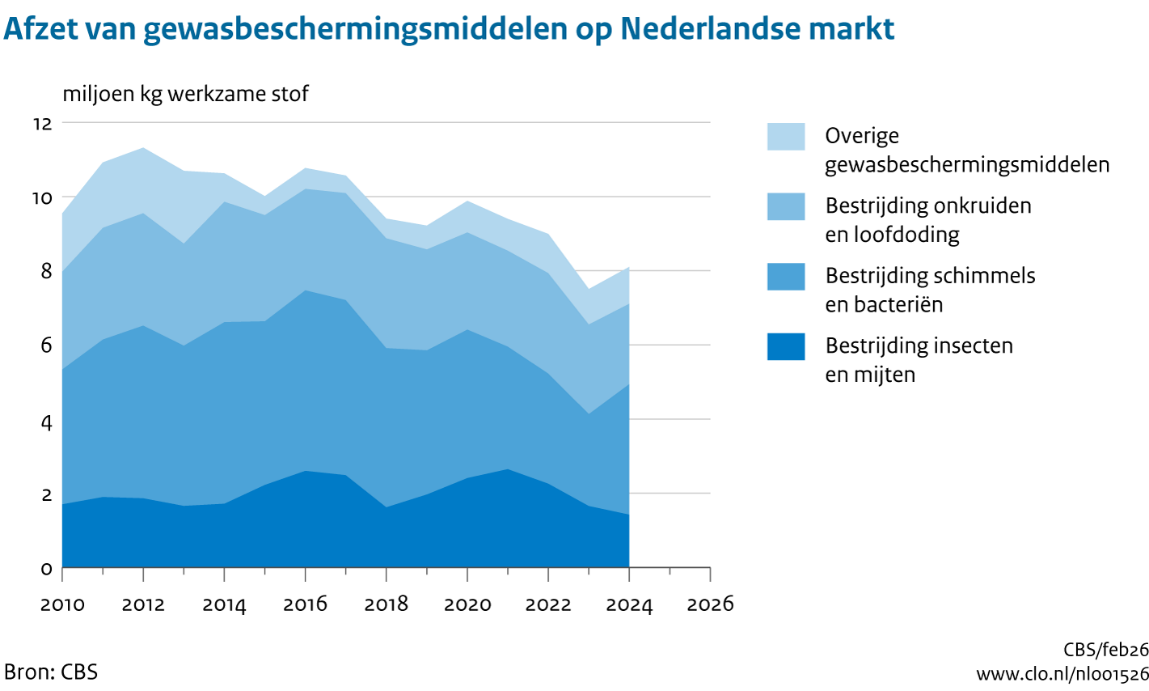 Afzet van gewasbeschermingsmiddelen op Nederlandse markt
miljoen kg werkzame stof
12
10
8
6
4
2
0
2010 2012 2014 2016 2018 2020 2022 2024 2026
Overige
gewasbeschermingsmiddelen
Bestrijding onkruiden
en loofdoding
Bestrijding schimmels
en bacteriën
Bestrijding insecten
en mijten
Bron: CBS
CBS/feb26
www.clo.nl/nl001526